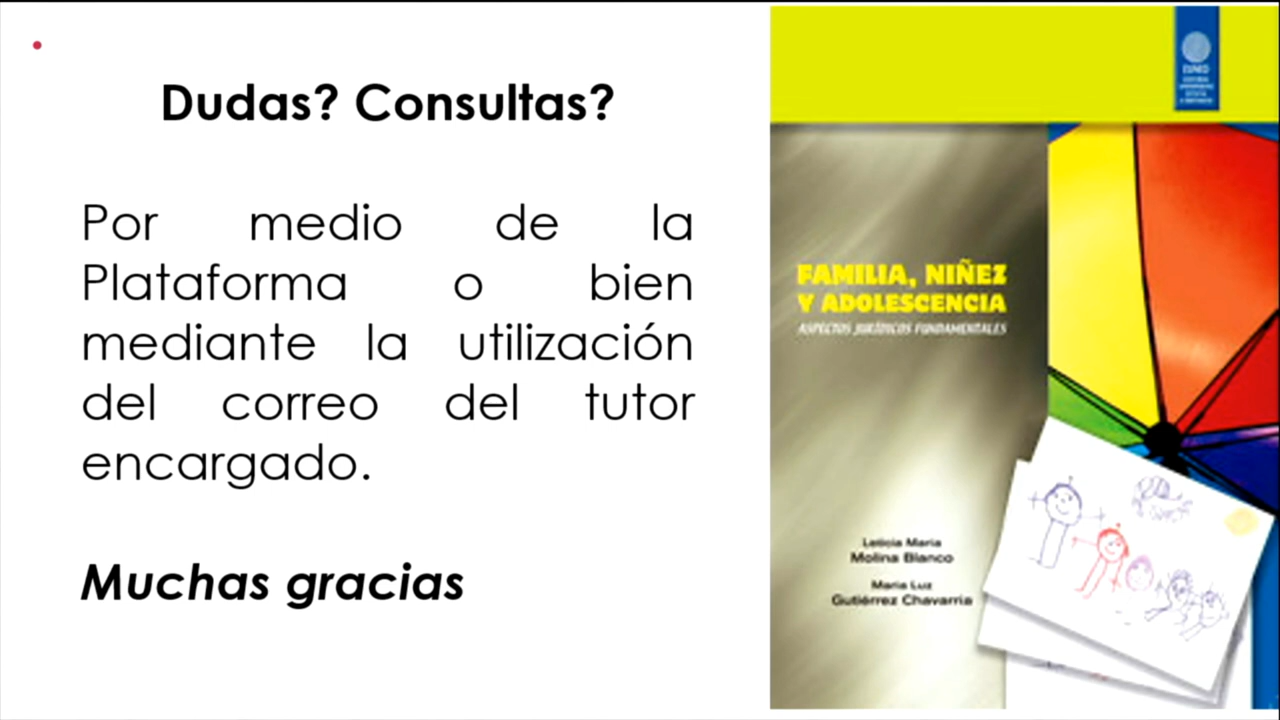 Dudas? Consultas?
Por medio de la
Plataforma o bien
mediante la utilización
del correo del tutor
encargado.
Muchas gracias
EUNED
FAMILIA, NIÑEZ
Y ADOLESCENCIA
ASPECTOS JURÍDICOS FUNDAMENTALES
Leticia María
Molina Blanco
María Luz
Gutiérrez Chavarría